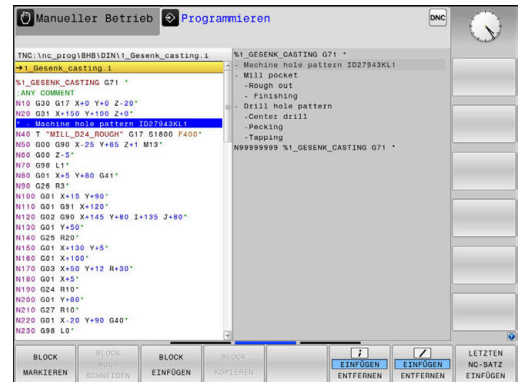 Manueller Betrieb
Programmieren
DNC
TNC:\nc_prog\BHB\DIN\1_Gesenk_casting.i
→1_Gesenk_casting.i
%1_GESENK_CASTING G71 *
;ANY COMMENT
N10 G30 G17 X+0 Y+0 Z-20*
N20 G31 X+150 Y+100 Z+0*
* - Machine hole pattern ID27943KL1
N40 T "MILL_D24_ROUGH" G17 S1800 F400*
N50 G00 G90 X-25 Y+65 Z+1 M13*
N60 G00 Z-5*
N70 G98 L1*
N80 G01 X+5 Y+80 G41*
N90 G26 R3*
N100 G01 X+15 Y+90*
N110 G01 G91 X+120*
N120 G02 G90 X+145 Y+80 I+135 J+80*
N130 G01 Y+50*
N140 G25 R20*
N150 G01 X+130 Y+5*
N160 G01 X+100*
N170 G03 X+50 Y+12 R+30*
N180 G01 X+5*
N190 G24 R10*
N200 G01 Y+80*
N210 G27 R10*
N220 G01 X-20 Y+90 G40*
N230 G98 L0*
%1_GESENK_CASTING G71 *
- Machine hole pattern ID27943KL1
- Mill pocket
-Rough out
- Finishing
- Drill hole pattern
-Center drill
-Pecking
-Tapping
N99999999 %1_GESENK_CASTING G71 *
BLOCK
MARKIEREN
BLOCK
AUS-
SCHNEIDEN
BLOCK
EINFÜGEN
BLOCK
KOPIEREN
;
EINFÜGEN
ENTFERNEN
/
EINFÜGEN
ENTFERNEN
LETZTEN
NC-SATZ
EINFÜGEN